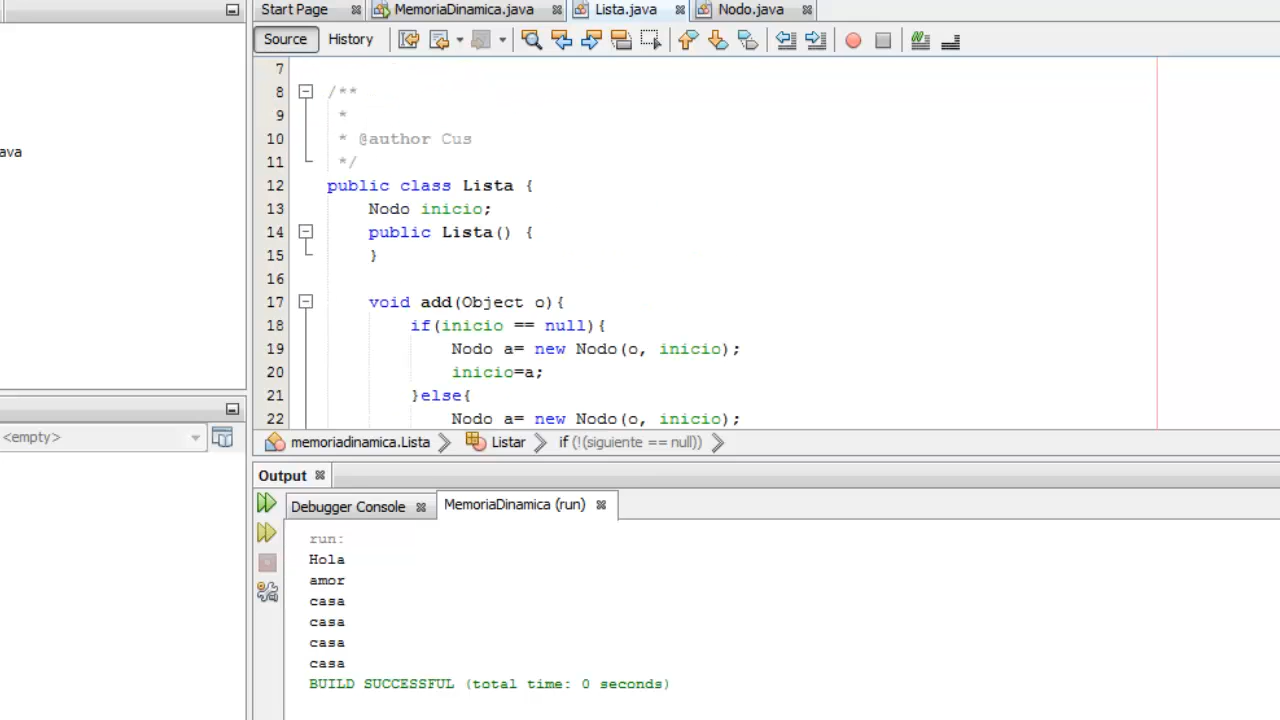 Start Page MemoriaDinamica.java Lista.java Nodo.java
Source History
7
8 /**
9 *
10 * @author Cus
11 */
12 public class Lista {
13 Nodo inicio;
14 public Lista() {
15 }
16
17 void add(Object o){
18 if(inicio == null){
19 Nodo a= new Nodo(o, inicio);
20 inicio=a;
21 }else{
22 Nodo a= new Nodo(o, inicio);
ava
<empty>
memoriadinamica.Lista Listar if (!(siguiente == null))
Output
Debugger Console MemoriaDinamica (run)
run:
Hola
amor
casa
casa
casa
casa
BUILD SUCCESSFUL (total time: 0 seconds)